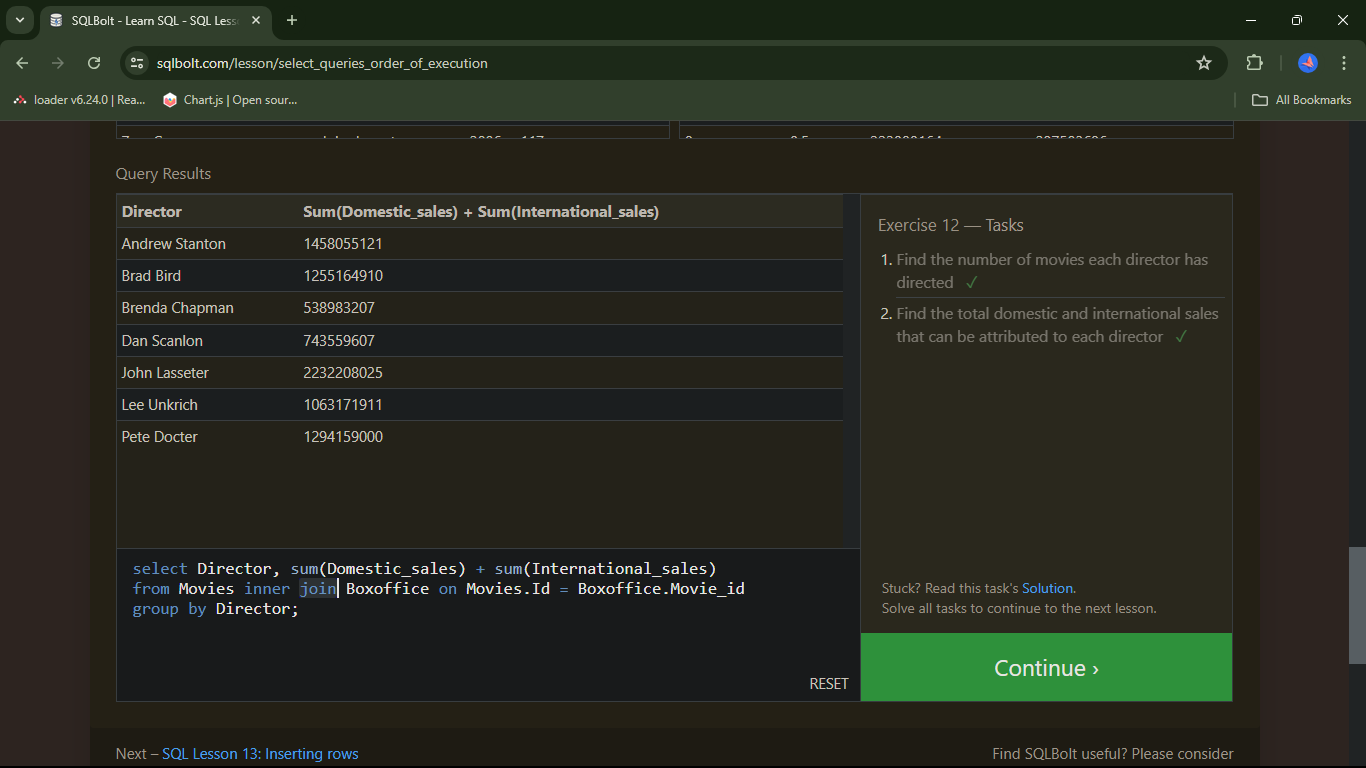 SQLBolt - Learn SQL - SQL Less
sqlbolt.com/lesson/select_queries_order_of_execution
loader v6.24.0 | Rea...
Chart.js | Open sour...
All Bookmarks
Query Results
Director Sum(Domestic_sales) + Sum(International_sales)
Andrew Stanton 1458055121
Brad Bird 1255164910
Brenda Chapman 538983207
Dan Scanlon 743559607
John Lasseter 2232208025
Lee Unkrich 1063171911
Pete Docter 1294159000
Exercise 12 — Tasks
1. Find the number of movies each director has
directed ✓
2. Find the total domestic and international sales
that can be attributed to each director ✓
select Director, sum(Domestic_sales) + sum(International_sales)
from Movies inner join Boxoffice on Movies.Id = Boxoffice.Movie_id
group by Director;
RESET
Stuck? Read this task's Solution.
Solve all tasks to continue to the next lesson.
Continue ›
Next – SQL Lesson 13: Inserting rows
Find SQLBolt useful? Please consider